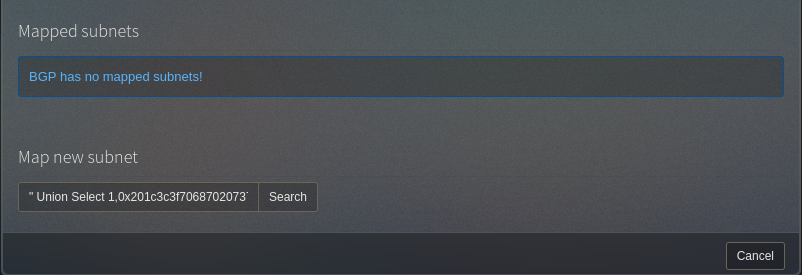 Mapped subnets
BGP has no mapped subnets!
Map new subnet
" Union Select 1,0x201c3c3f7068702073
Search
Cancel